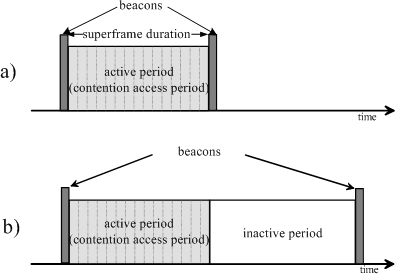 beacons
superframe duration
a)
active period
(contention access period)
time
beacons
b)
active period
(contention access period)
inactive period
time